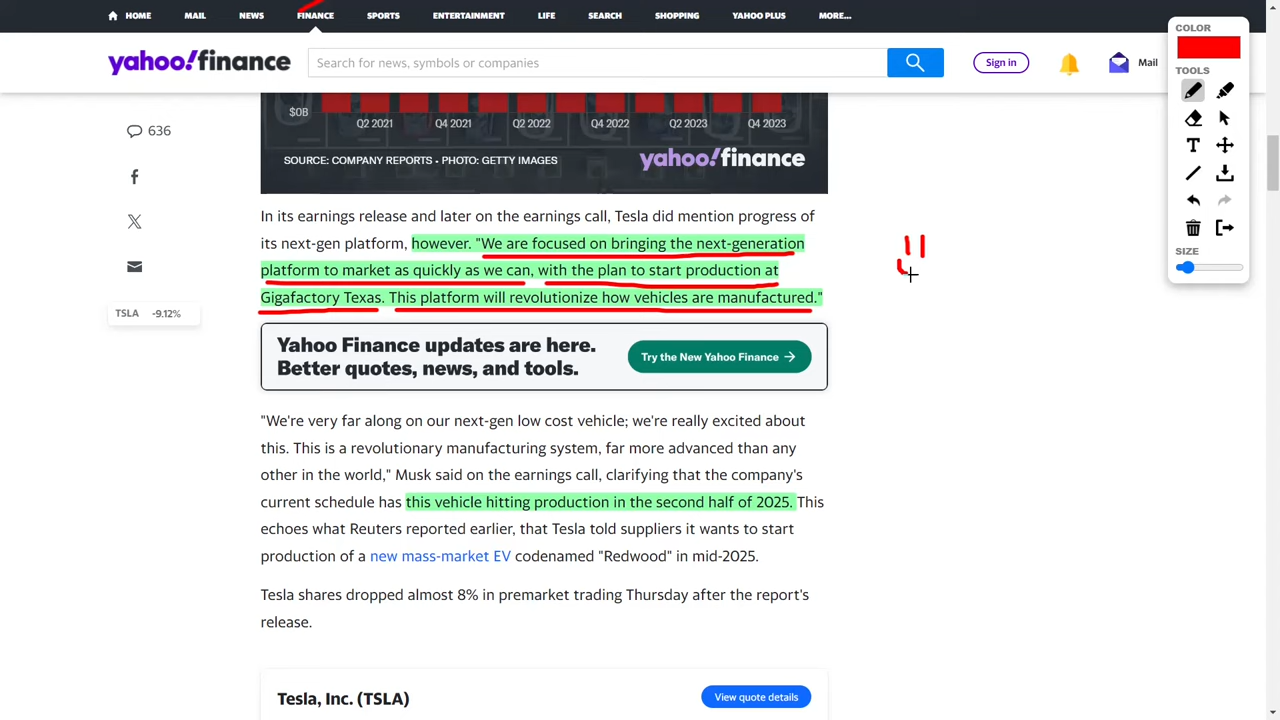 HOME MAIL NEWS FINANCE SPORTS ENTERTAINMENT LIFE SEARCH SHOPPING YAHOO PLUS MORE...
yahoo!finance Search for news, symbols or companies Sign in Mail
COLOR
TOOLS
T
SIZE
636
TSLA -9.12%
$0B
Q2 2021 Q4 2021 Q2 2022 Q4 2022 Q2 2023 Q4 2023
SOURCE: COMPANY REPORTS • PHOTO: GETTY IMAGES yahoo!finance
In its earnings release and later on the earnings call, Tesla did mention progress of
its next-gen platform, however. "We are focused on bringing the next-generation
platform to market as quickly as we can, with the plan to start production at
Gigafactory Texas. This platform will revolutionize how vehicles are manufactured."
Yahoo Finance updates are here.
Better quotes, news, and tools.
Try the New Yahoo Finance →
"We're very far along on our next-gen low cost vehicle; we're really excited about
this. This is a revolutionary manufacturing system, far more advanced than any
other in the world," Musk said on the earnings call, clarifying that the company's
current schedule has this vehicle hitting production in the second half of 2025. This
echoes what Reuters reported earlier, that Tesla told suppliers it wants to start
production of a new mass-market EV codenamed "Redwood" in mid-2025.
Tesla shares dropped almost 8% in premarket trading Thursday after the report's
release.
Tesla, Inc. (TSLA) View quote details